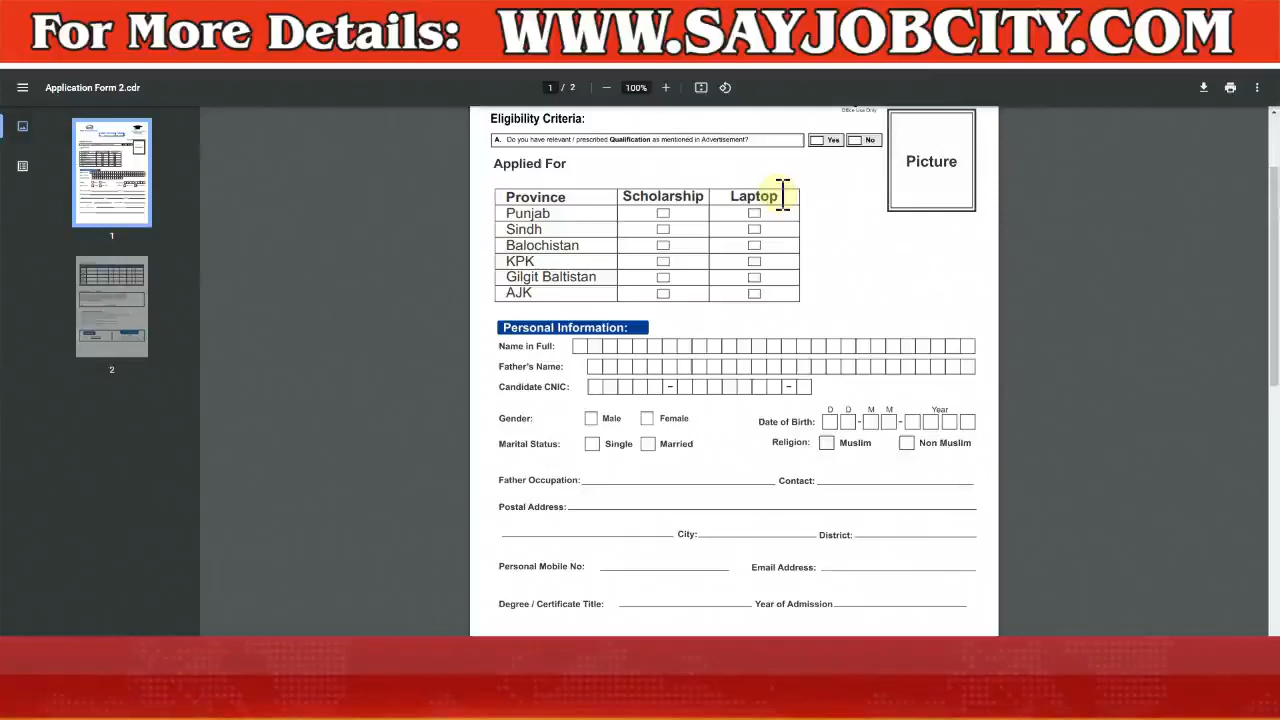 For More Details: WWW.SAYJOBCITY.COM
Application Form 2.cdr
1 / 2
100%
Office Use Only
Eligibility Criteria:
A. Do you have relevant / prescribed Qualification as mentioned in Advertisement? Yes No
Picture
Applied For
Province Scholarship Laptop
Punjab
Sindh
Balochistan
KPK
Gilgit Baltistan
AJK
Personal Information:
Name in Full:
Father's Name:
Candidate CNIC: - -
D D M M Year
Gender: Male Female Date of Birth: - -
Marital Status: Single Married Religion: Muslim Non Muslim
Father Occupation: Contact:
Postal Address:
City: District:
Personal Mobile No: Email Address:
Degree / Certificate Title: Year of Admission
1
2